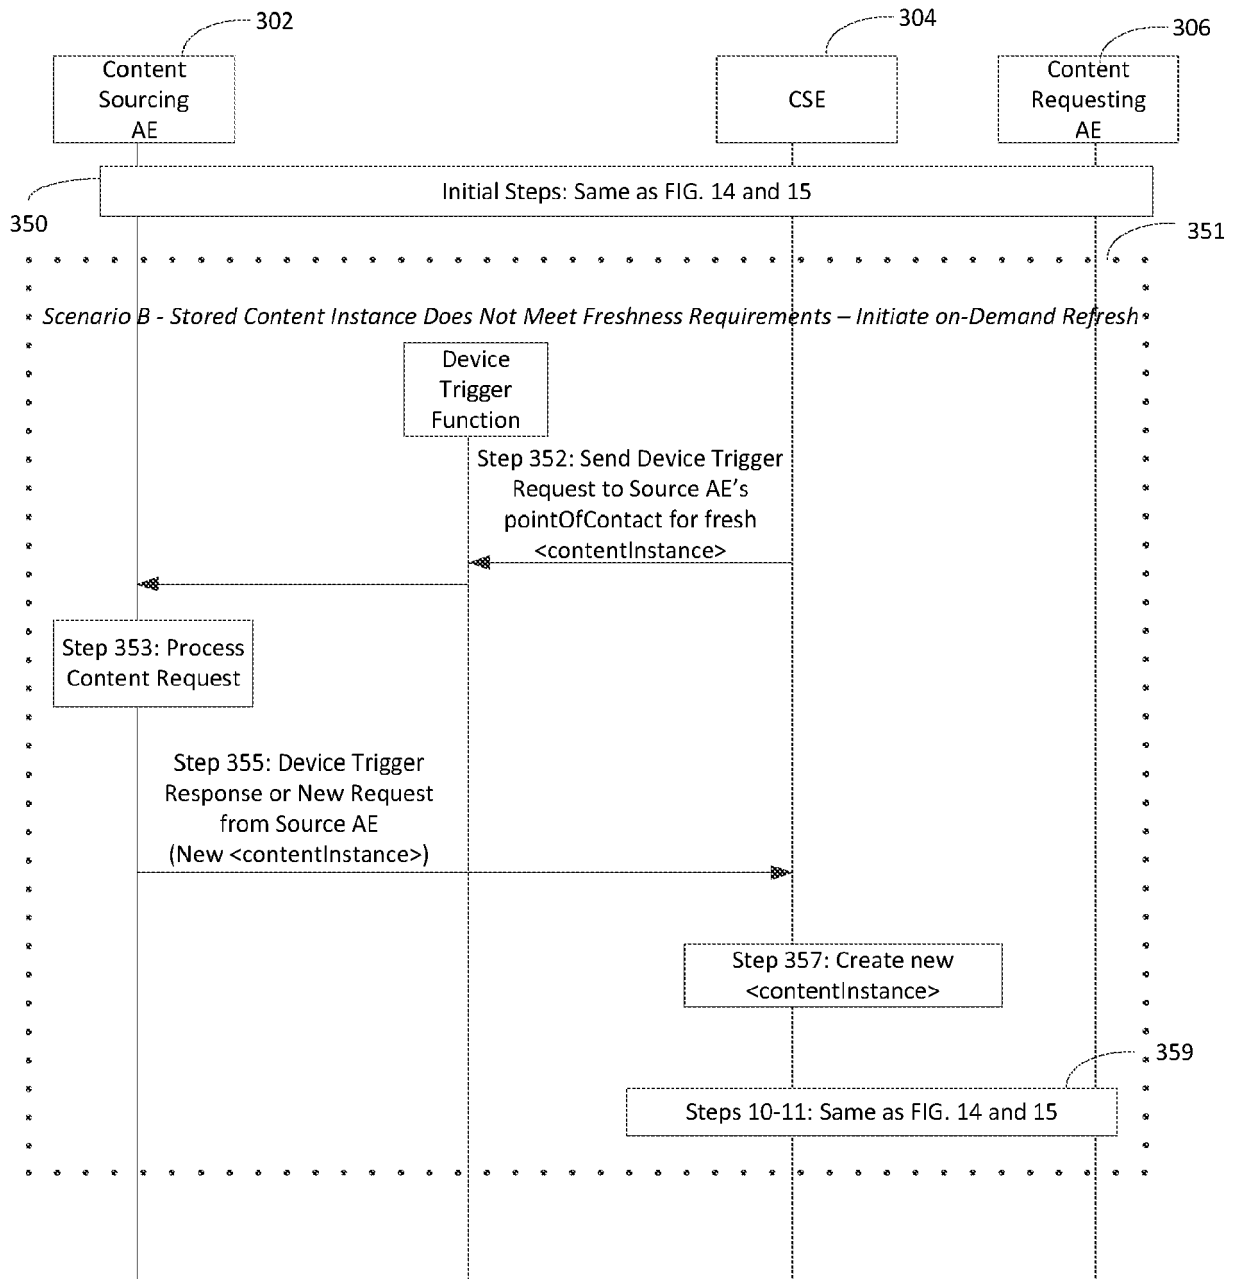 302
304
306
Content
Sourcing
AE
CSE
Content
Requesting
AE
Initial Steps: Same as FIG. 14 and 15
350
351
Scenario B - Stored Content Instance Does Not Meet Freshness Requirements – Initiate on-Demand Refresh
Device
Trigger
Function
Step 352: Send Device Trigger
Request to Source AE’s
pointOfContact for fresh
<contentInstance>
Step 353: Process
Content Request
Step 355: Device Trigger
Response or New Request
from Source AE
(New <contentInstance>)
Step 357: Create new
<contentInstance>
359
Steps 10-11: Same as FIG. 14 and 15